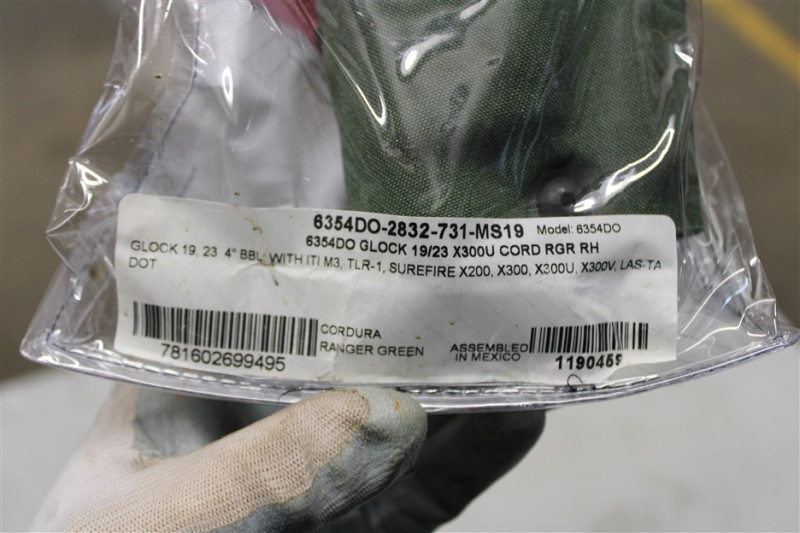 6354DO-2832-731-MS19 Model: 6354DO
6354DO GLOCK 19/23 X300U CORD RGR RH
GLOCK 19, 23 4" BBL: WITH ITI M3, TLR-1, SUREFIRE X200, X300, X300U, X300V, LAS-TA
DOT
CORDURA
RANGER GREEN
781602699495
ASSEMBLED
IN MEXICO
1190459